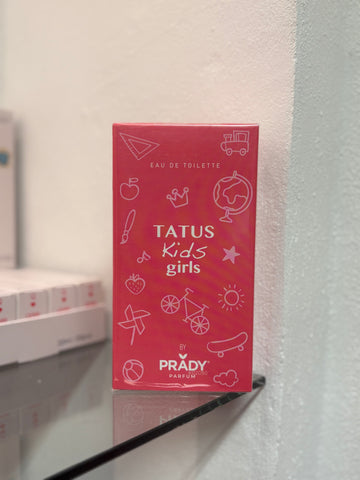 EAU DE TOILETTE
TATUS
Kids
girls
BY
PRADY
PARFUM